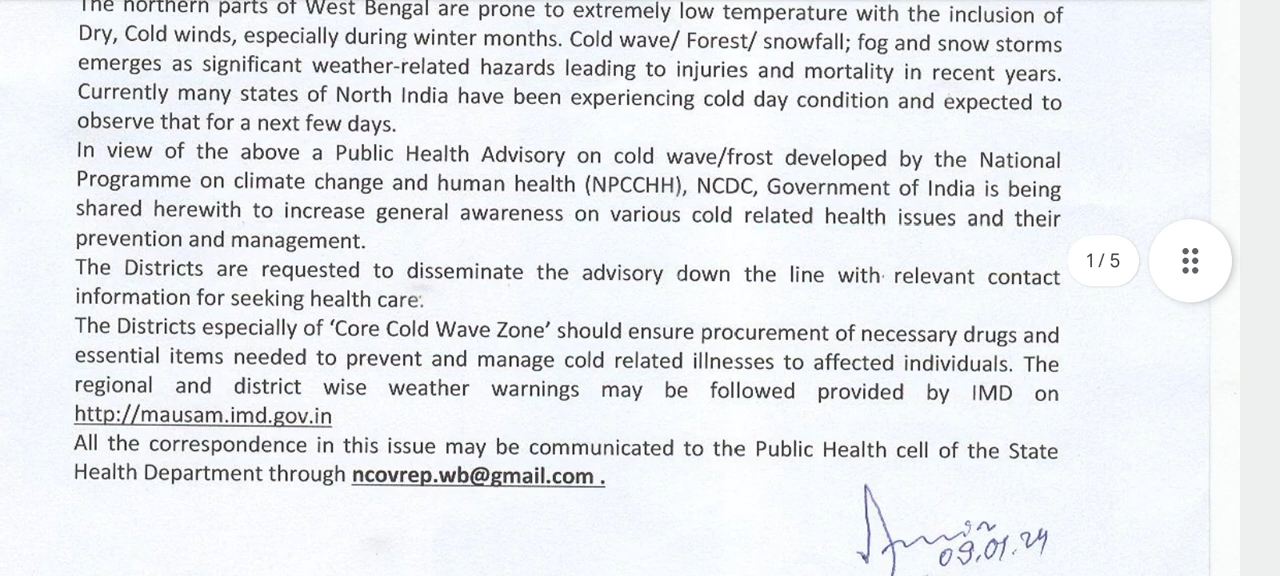 The northern parts of West Bengal are prone to extremely low temperature with the inclusion of
Dry, Cold winds, especially during winter months. Cold wave/ Forest/ snowfall; fog and snow storms
emerges as significant weather-related hazards leading to injuries and mortality in recent years.
Currently many states of North India have been experiencing cold day condition and expected to
observe that for a next few days.
In view of the above a Public Health Advisory on cold wave/frost developed by the National
Programme on climate change and human health (NPCCHH), NCDC, Government of India is being
shared herewith to increase general awareness on various cold related health issues and their
prevention and management.
The Districts are requested to disseminate the advisory down the line with relevant contact
information for seeking health care.
The Districts especially of ‘Core Cold Wave Zone’ should ensure procurement of necessary drugs and
essential items needed to prevent and manage cold related illnesses to affected individuals. The
regional and district wise weather warnings may be followed provided by IMD on
http://mausam.imd.gov.in
All the correspondence in this issue may be communicated to the Public Health cell of the State
Health Department through ncovrep.wb@gmail.com .
09.01.24
1/5